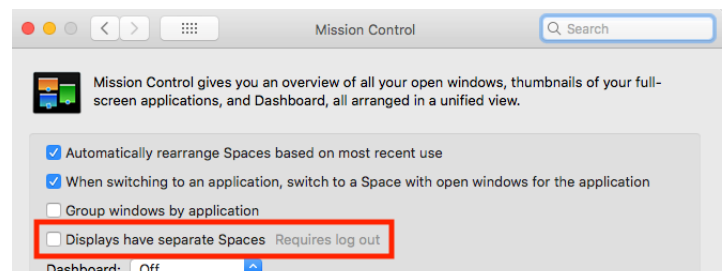 Mission Control
Search
Mission Control gives you an overview of all your open windows, thumbnails of your full-
screen applications, and Dashboard, all arranged in a unified view.
Automatically rearrange Spaces based on most recent use
When switching to an application, switch to a Space with open windows for the application
Group windows by application
Displays have separate Spaces Requires log out
Dashboard: Off